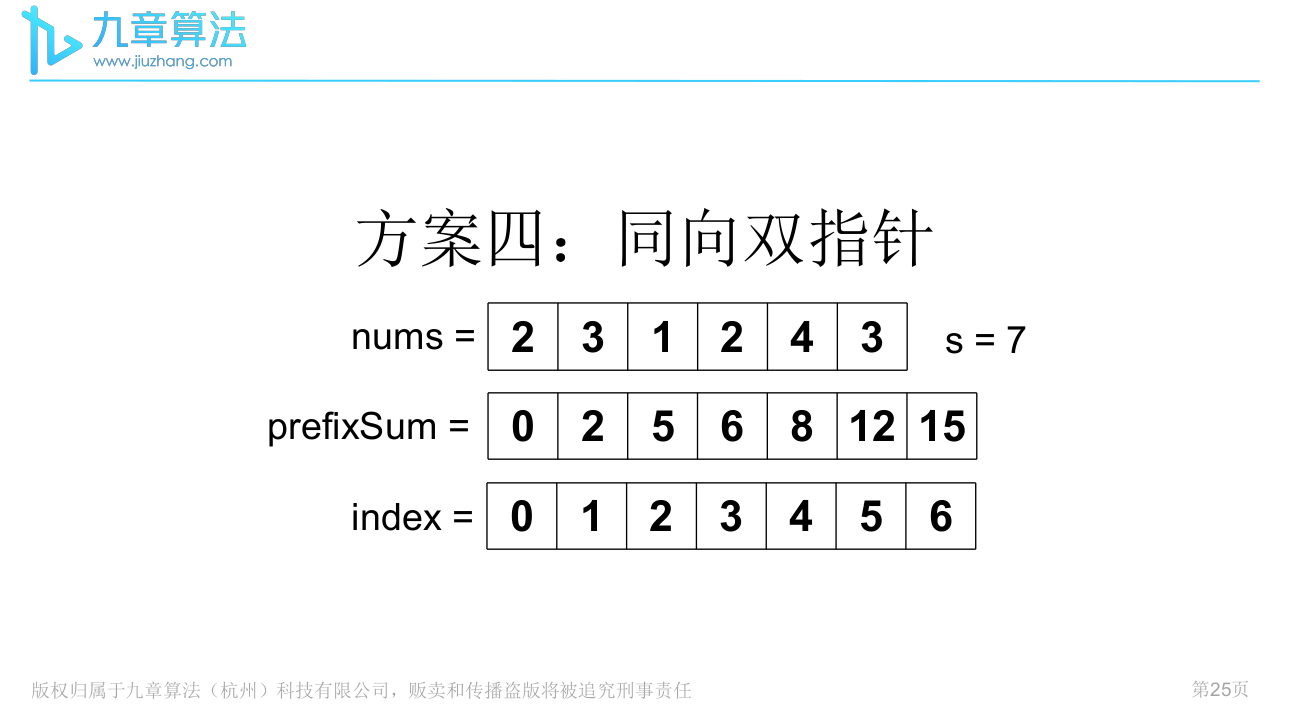 九章算法
www.jiuzhang.com
方案四：同向双指针
nums = 2 3 1 2 4 3 s = 7
prefixSum = 0 2 5 6 8 12 15
index = 0 1 2 3 4 5 6
版权归属于九章算法（杭州）科技有限公司，贩卖和传播盗版将被追究刑事责任
第25页